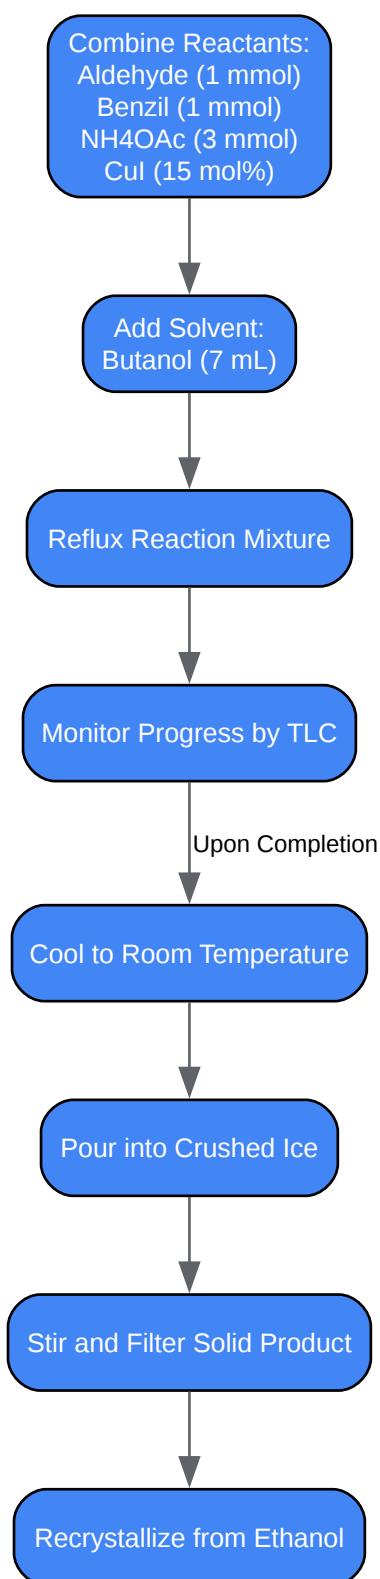 Combine Reactants:
Aldehyde (1 mmol)
Benzil (1 mmol)
NH4OAc (3 mmol)
CuI (15 mol%)
Add Solvent:
Butanol (7 mL)
Reflux Reaction Mixture
Monitor Progress by TLC
Upon Completion
Cool to Room Temperature
Pour into Crushed Ice
Stir and Filter Solid Product
Recrystallize from Ethanol